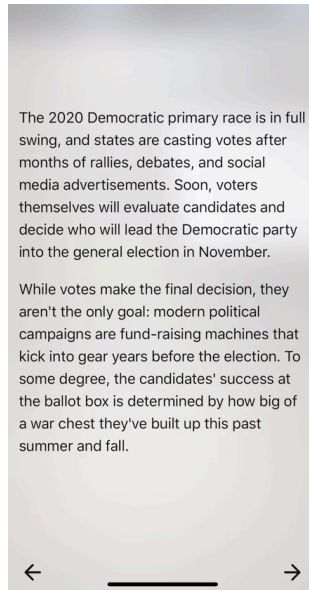 The 2020 Democratic primary race is in full
swing, and states are casting votes after
months of rallies, debates, and social
media advertisements. Soon, voters
themselves will evaluate candidates and
decide who will lead the Democratic party
into the general election in November.
While votes make the final decision, they
aren't the only goal: modern political
campaigns are fund-raising machines that
kick into gear years before the election. To
some degree, the candidates' success at
the ballot box is determined by how big of
a war chest they've built up this past
summer and fall.